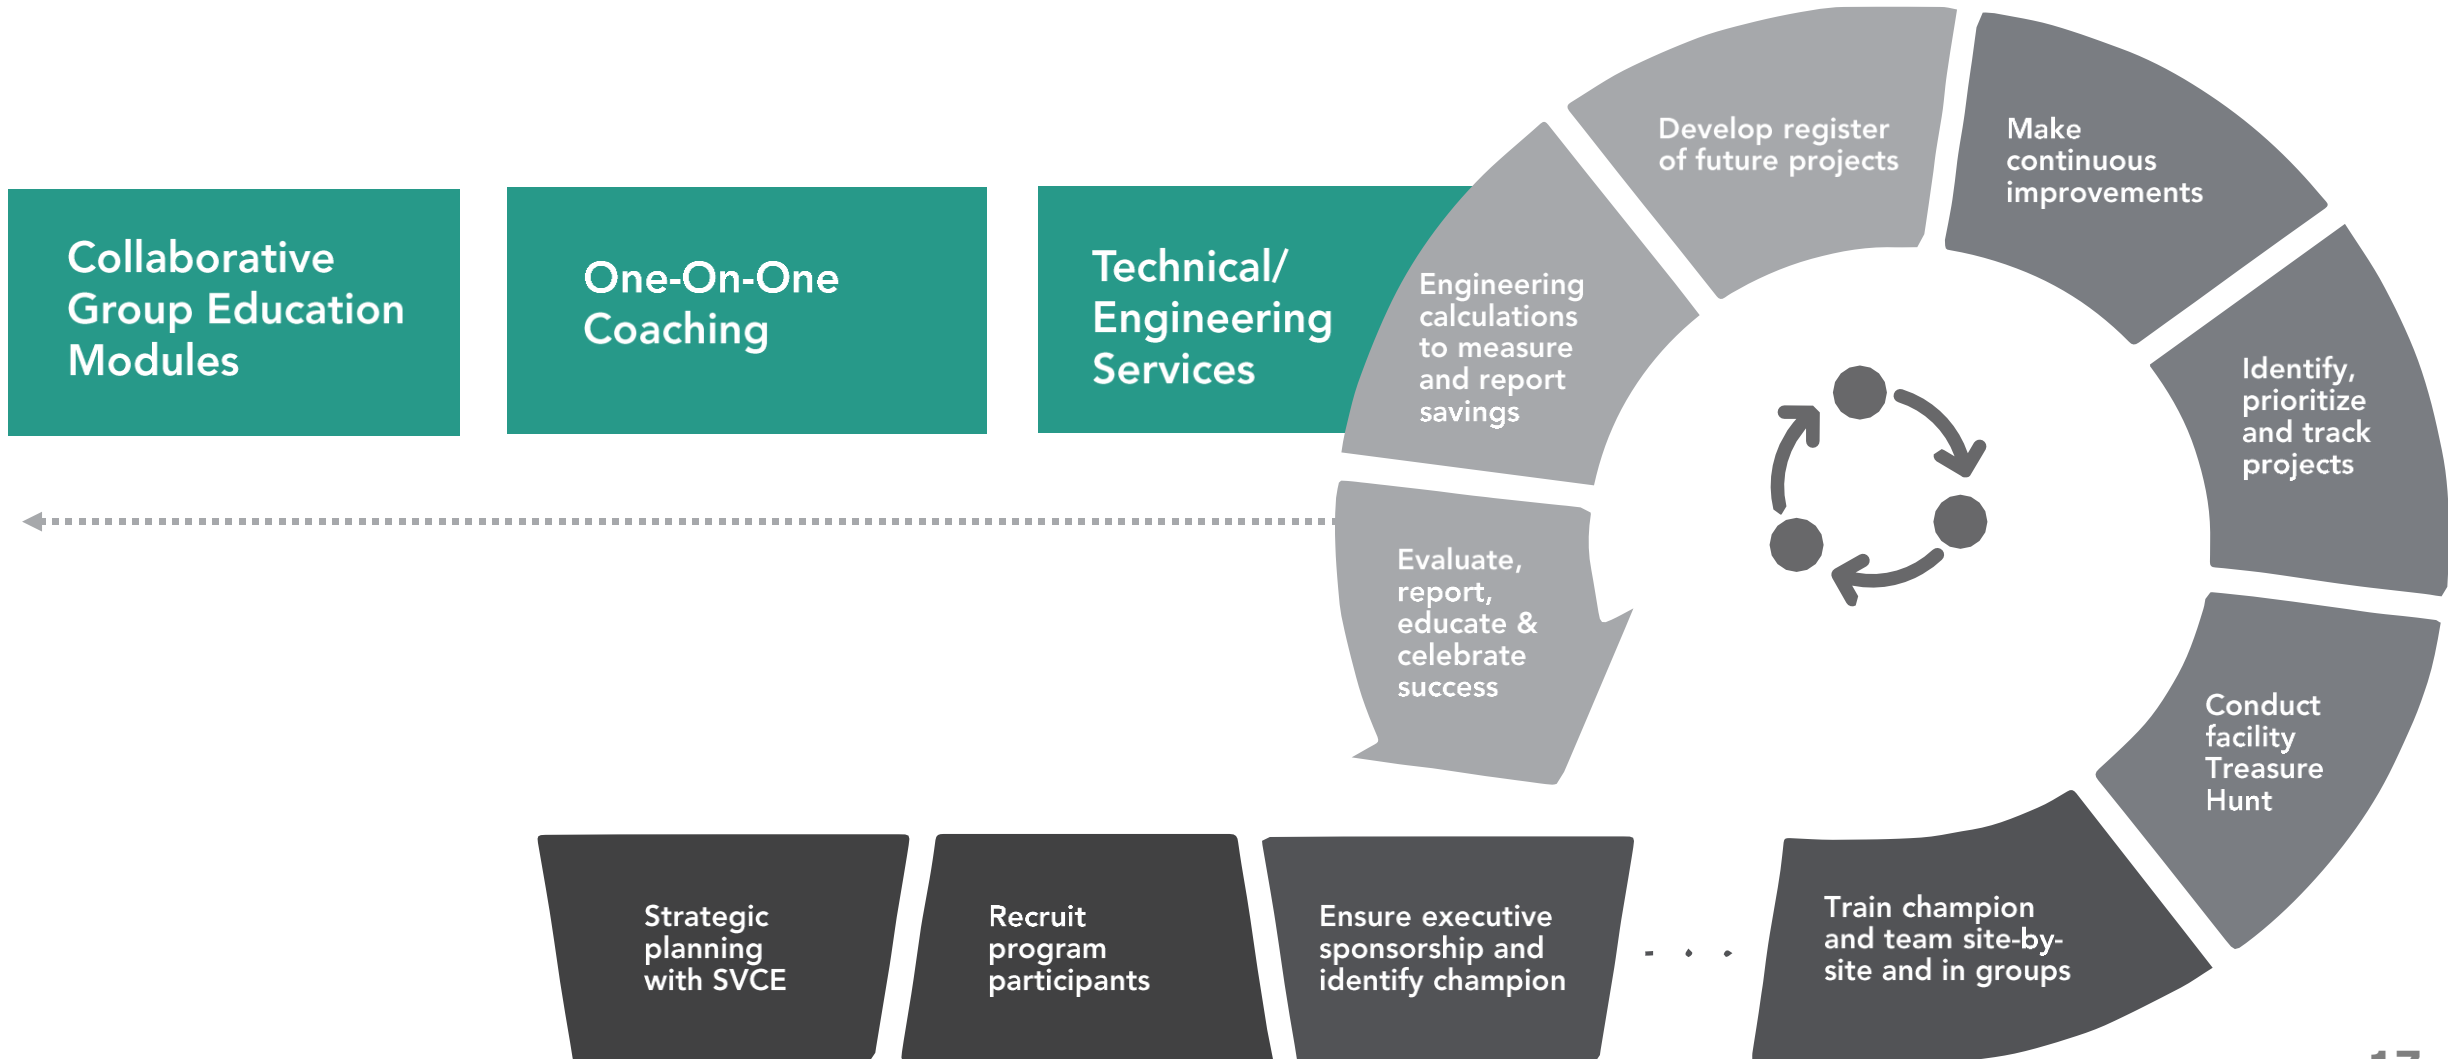 Collaborative
Group Education
Modules
One-On-One
Coaching
Technical/
Engineering
Services
Develop register
of future projects
Make
continuous
improvements
Engineering
calculations
to measure
and report
savings
Identify,
prioritize
and track
projects
Evaluate,
report,
educate &
celebrate
success
Conduct
facility
Treasure
Hunt
Strategic
planning
with SVCE
Recruit
program
participants
Ensure executive
sponsorship and
identify champion
Train champion
and team site-by-
site and in groups